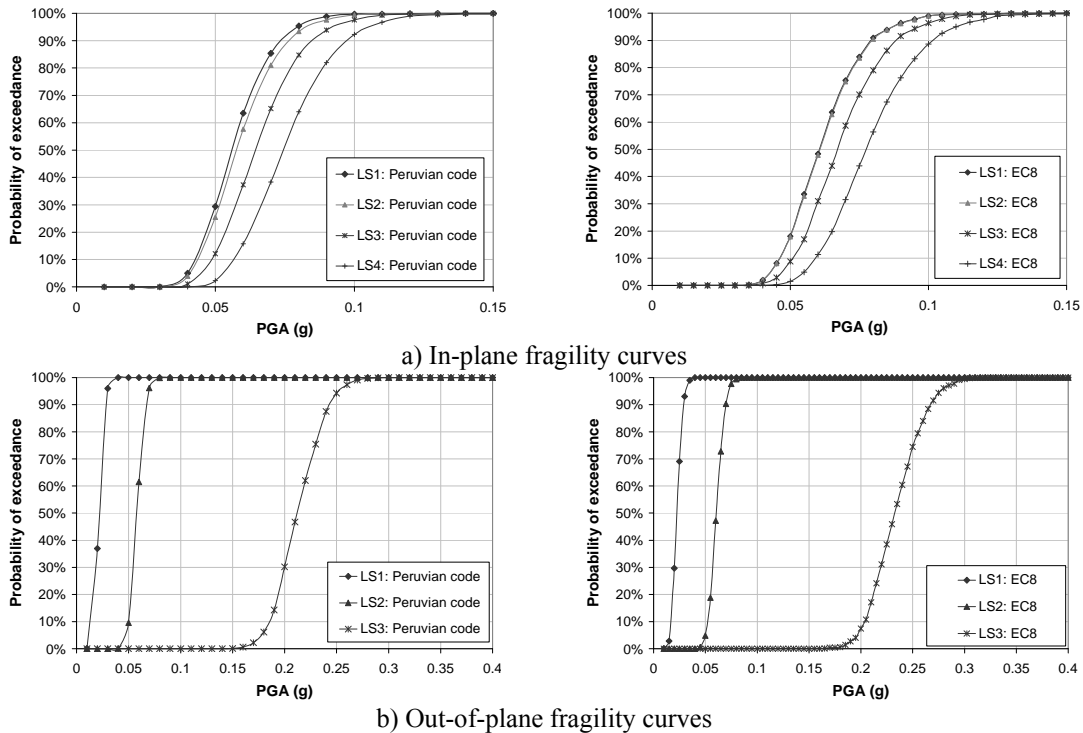 100%
90%
80%
70%
60%
50%
40%
30%
20%
10%
0%
Probability of exceedance
0
0.05
0.1
0.15
PGA (g)
LS1: Peruvian code
LS2: Peruvian code
LS3: Peruvian code
LS4: Peruvian code
100%
90%
80%
70%
60%
50%
40%
30%
20%
10%
0%
Probability of exceedance
0
0.05
0.1
0.15
PGA (g)
LS1: EC8
LS2: EC8
LS3: EC8
LS4: EC8
a) In-plane fragility curves
100%
90%
80%
70%
60%
50%
40%
30%
20%
10%
0%
Probability of exceedance
0
0.05
0.1
0.15
0.2
0.25
0.3
0.35
0.4
PGA (g)
LS1: Peruvian code
LS2: Peruvian code
LS3: Peruvian code
100%
90%
80%
70%
60%
50%
40%
30%
20%
10%
0%
Probability of exceedance
0
0.05
0.1
0.15
0.2
0.25
0.3
0.35
0.4
PGA (g)
LS1: EC8
LS2: EC8
LS3: EC8
b) Out-of-plane fragility curves